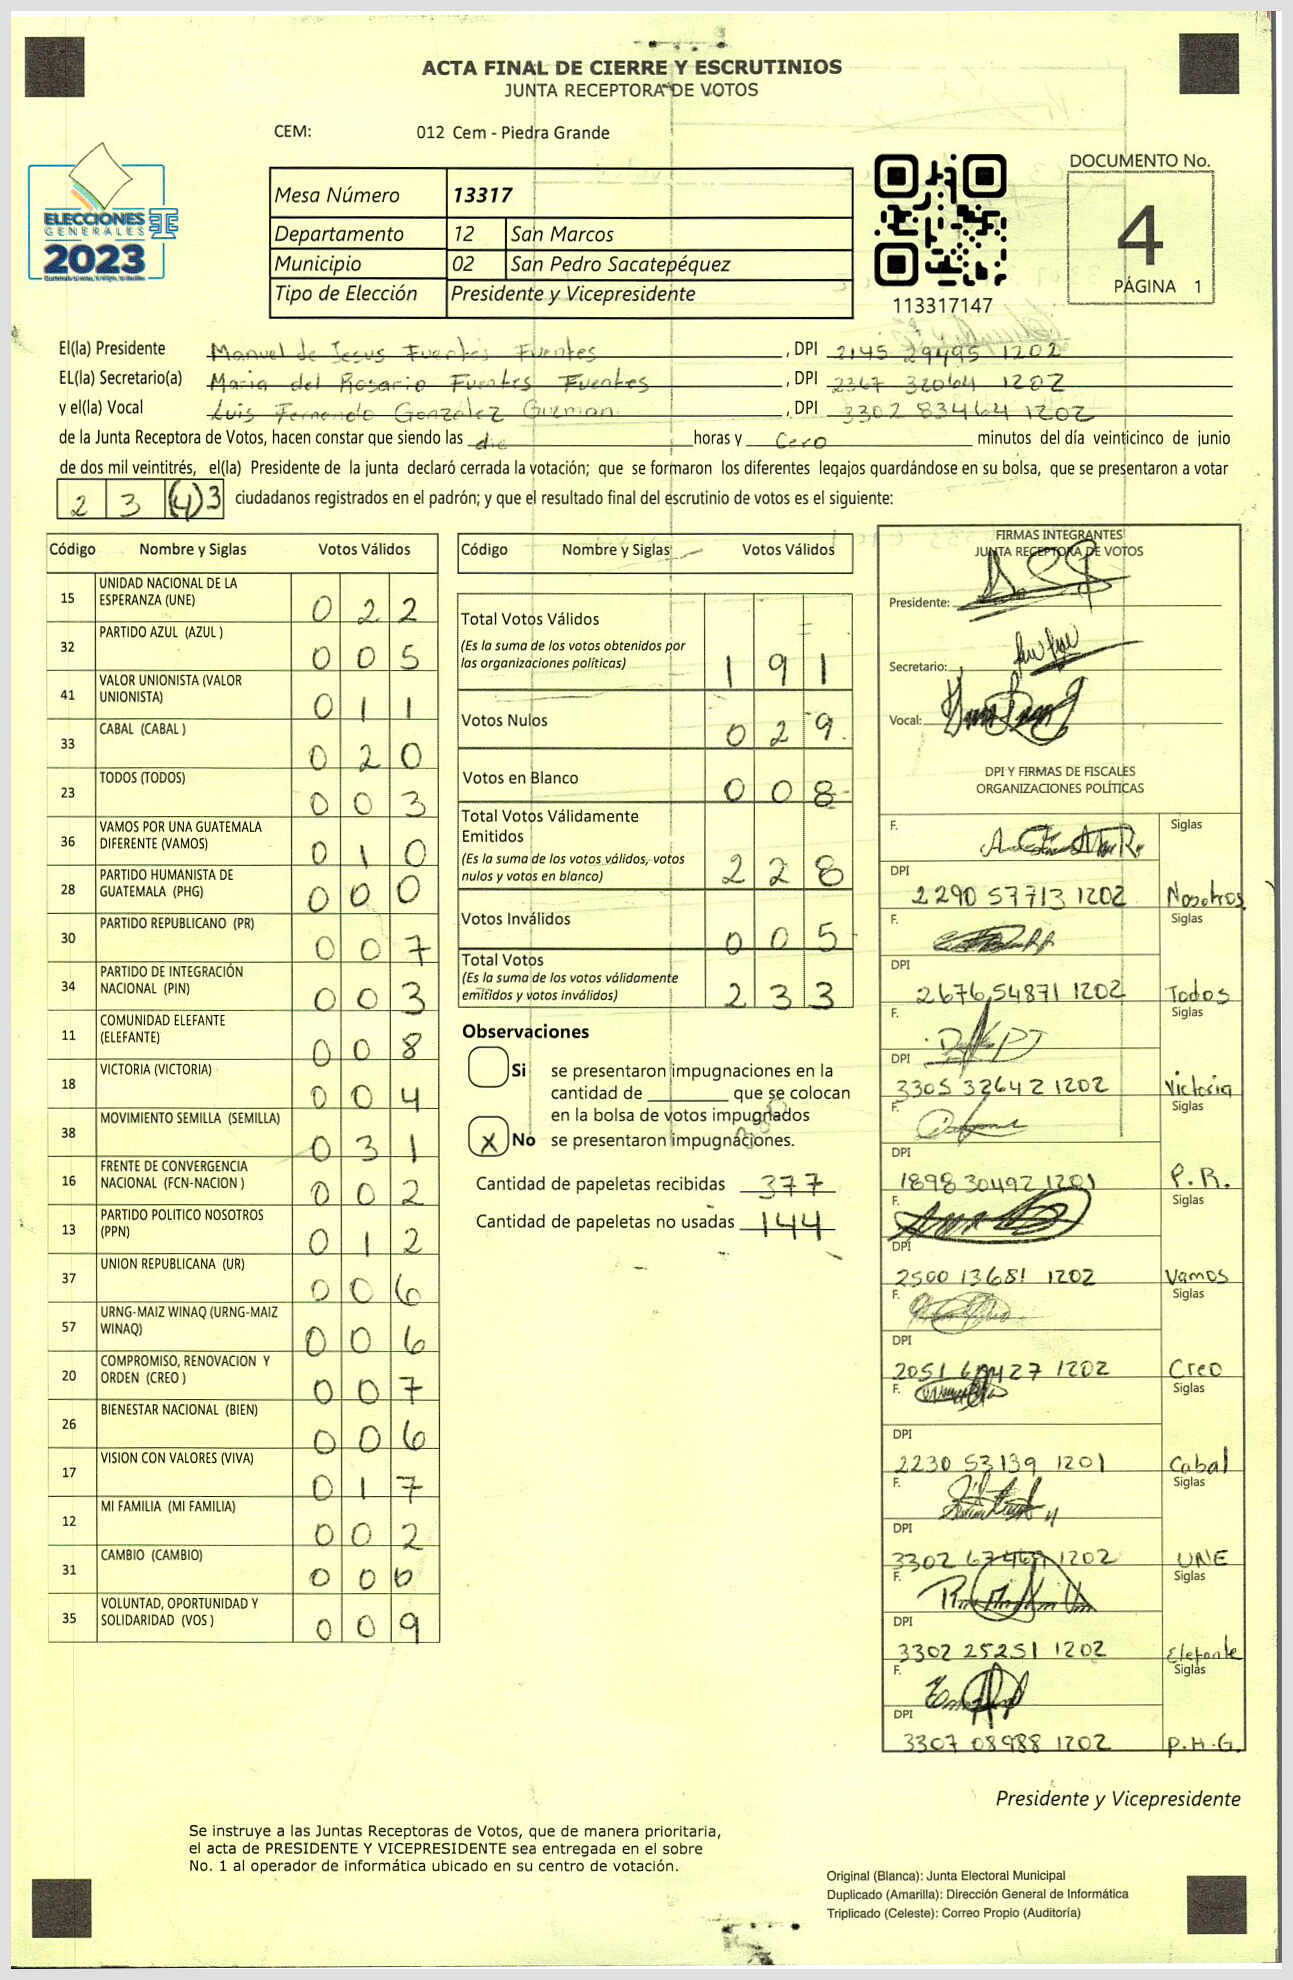 ACTA FINAL DE CIERRE Y ESCRUTINIOS
JUNTA RECEPTORA DE VOTOS
CEM: 012 Cem - Piedra Grande
ELECCIONES
GENERALES
2023
Mesa Número 13317
Departamento 12 San Marcos
Municipio 02 San Pedro Sacatepéquez
Tipo de Elección Presidente y Vicepresidente
113317147
DOCUMENTO No.
4
PÁGINA 1
El(la) Presidente Manuel de Jesus Fuentes Fuentes, DPI 2145 29495 1202
EL(la) Secretario(a) Maria del Rosario Fuentes Fuentes, DPI 2367 32064 1202
y el(la) Vocal Luis Fernando González Guzman, DPI 3302 83464 1202
de la Junta Receptora de Votos, hacen constar que siendo las die horas y Cero minutos del día veinticinco de junio
de dos mil veintitrés, el(la) Presidente de la junta declaró cerrada la votación; que se formaron los diferentes legajos guardándose en su bolsa, que se presentaron a votar
2 3 (4)3 ciudadanos registrados en el padrón; y que el resultado final del escrutinio de votos es el siguiente:
Código Nombre y Siglas Votos Válidos
15 UNIDAD NACIONAL DE LA ESPERANZA (UNE) 0 2 2
32 PARTIDO AZUL (AZUL ) 0 0 5
41 VALOR UNIONISTA (VALOR UNIONISTA) 0 1 1
33 CABAL (CABAL ) 0 2 0
23 TODOS (TODOS) 0 0 3
36 VAMOS POR UNA GUATEMALA DIFERENTE (VAMOS) 0 1 0
28 PARTIDO HUMANISTA DE GUATEMALA (PHG) 0 0 0
30 PARTIDO REPUBLICANO (PR) 0 0 7
34 PARTIDO DE INTEGRACIÓN NACIONAL (PIN) 0 0 3
11 COMUNIDAD ELEFANTE (ELEFANTE) 0 0 8
18 VICTORIA (VICTORIA) 0 0 4
38 MOVIMIENTO SEMILLA (SEMILLA) 0 3 1
16 FRENTE DE CONVERGENCIA NACIONAL (FCN-NACION ) 0 0 2
13 PARTIDO POLITICO NOSOTROS (PPN) 0 1 2
37 UNION REPUBLICANA (UR) 0 0 6
57 URNG-MAIZ WINAQ (URNG-MAIZ WINAQ) 0 0 6
20 COMPROMISO, RENOVACION Y ORDEN (CREO ) 0 0 7
26 BIENESTAR NACIONAL (BIEN) 0 0 6
17 VISION CON VALORES (VIVA) 0 1 7
12 MI FAMILIA (MI FAMILIA) 0 0 2
31 CAMBIO (CAMBIO) 0 0 0
35 VOLUNTAD, OPORTUNIDAD Y SOLIDARIDAD (VOS ) 0 0 9
Código Nombre y Siglas Votos Válidos
Total Votos Válidos
(Es la suma de los votos obtenidos por
las organizaciones políticas) 1 9 1
Votos Nulos 0 2 9
Votos en Blanco 0 0 8
Total Votos Válidamente
Emitidos
(Es la suma de los votos válidos, votos
nulos y votos en blanco) 2 2 8
Votos Inválidos 0 0 5
Total Votos
(Es la suma de los votos válidamente
emitidos y votos inválidos) 2 3 3
Observaciones
Si se presentaron impugnaciones en la
cantidad de ________ que se colocan
en la bolsa de votos impugnados
X No se presentaron impugnaciones.
Cantidad de papeletas recibidas 377
Cantidad de papeletas no usadas 144
FIRMAS INTEGRANTES
JUNTA RECEPTORA DE VOTOS
Presidente:
Secretario:
Vocal:
DPI Y FIRMAS DE FISCALES
ORGANIZACIONES POLÍTICAS
F. Siglas
DPI 2290 57713 1202 Nosotros
F. Siglas
DPI 2676 54871 1202 Todos
F. Siglas
DPI 3305 32642 1202 Victoria
F. Siglas
DPI 1898 30492 1201 P.R.
F. Siglas
DPI 2500 13681 1202 Vamos
F. Siglas
DPI 2051 1202 Creo
F. Siglas
DPI 2230 53139 1201 Cabal
F. Siglas
DPI 3302 1202 UNE
F. Siglas
DPI 3302 25251 1202 Elefante
F. Siglas
DPI 3307 08988 1202 P.H.G.
Presidente y Vicepresidente
Se instruye a las Juntas Receptoras de Votos, que de manera prioritaria,
el acta de PRESIDENTE Y VICEPRESIDENTE sea entregada en el sobre
No. 1 al operador de informática ubicado en su centro de votación.
Original (Blanca): Junta Electoral Municipal
Duplicado (Amarilla): Dirección General de Informática
Triplicado (Celeste): Correo Propio (Auditoría)